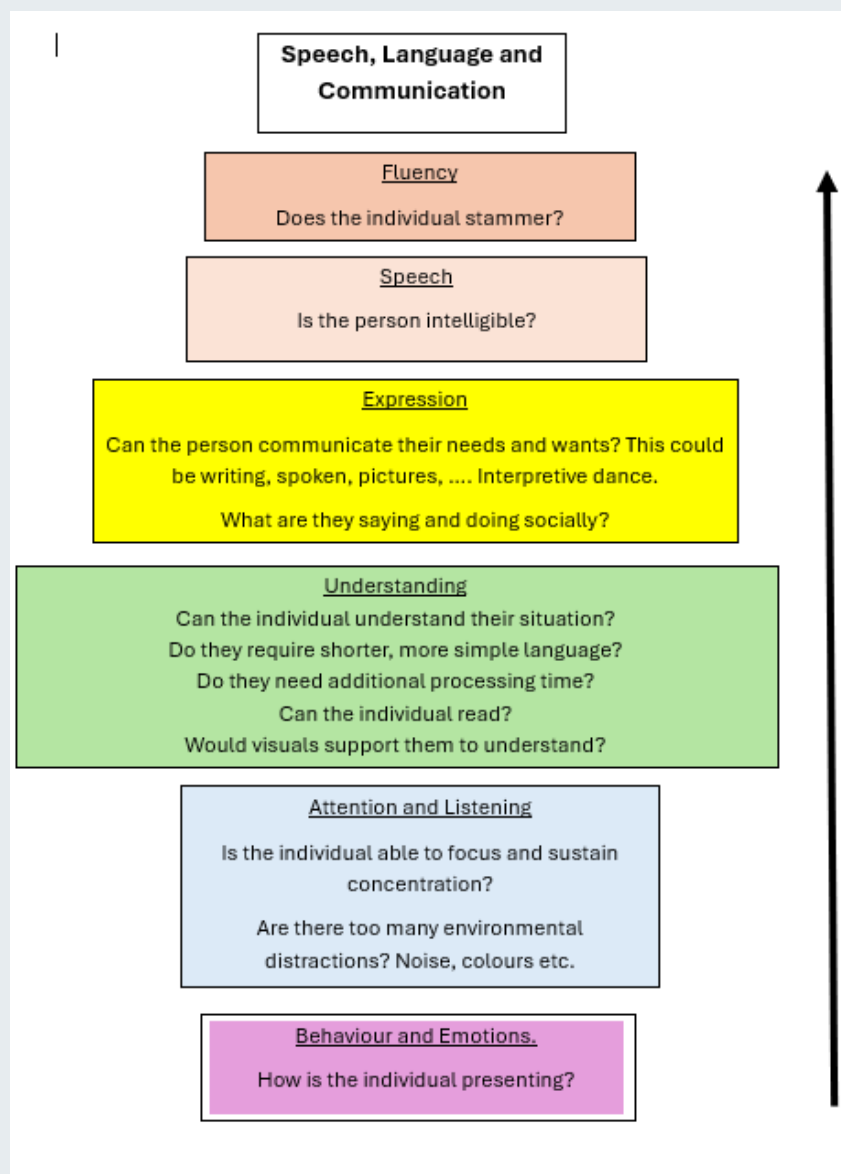 Speech, Language and
Communication
Fluency
Does the individual stammer?
Speech
Is the person intelligible?
Expression
Can the person communicate their needs and wants? This could
be writing, spoken, pictures, .... Interpretive dance.
What are they saying and doing socially?
Understanding
Can the individual understand their situation?
Do they require shorter, more simple language?
Do they need additional processing time?
Can the individual read?
Would visuals support them to understand?
Attention and Listening
Is the individual able to focus and sustain
concentration?
Are there too many environmental
distractions? Noise, colours etc.
Behaviour and Emotions.
How is the individual presenting?